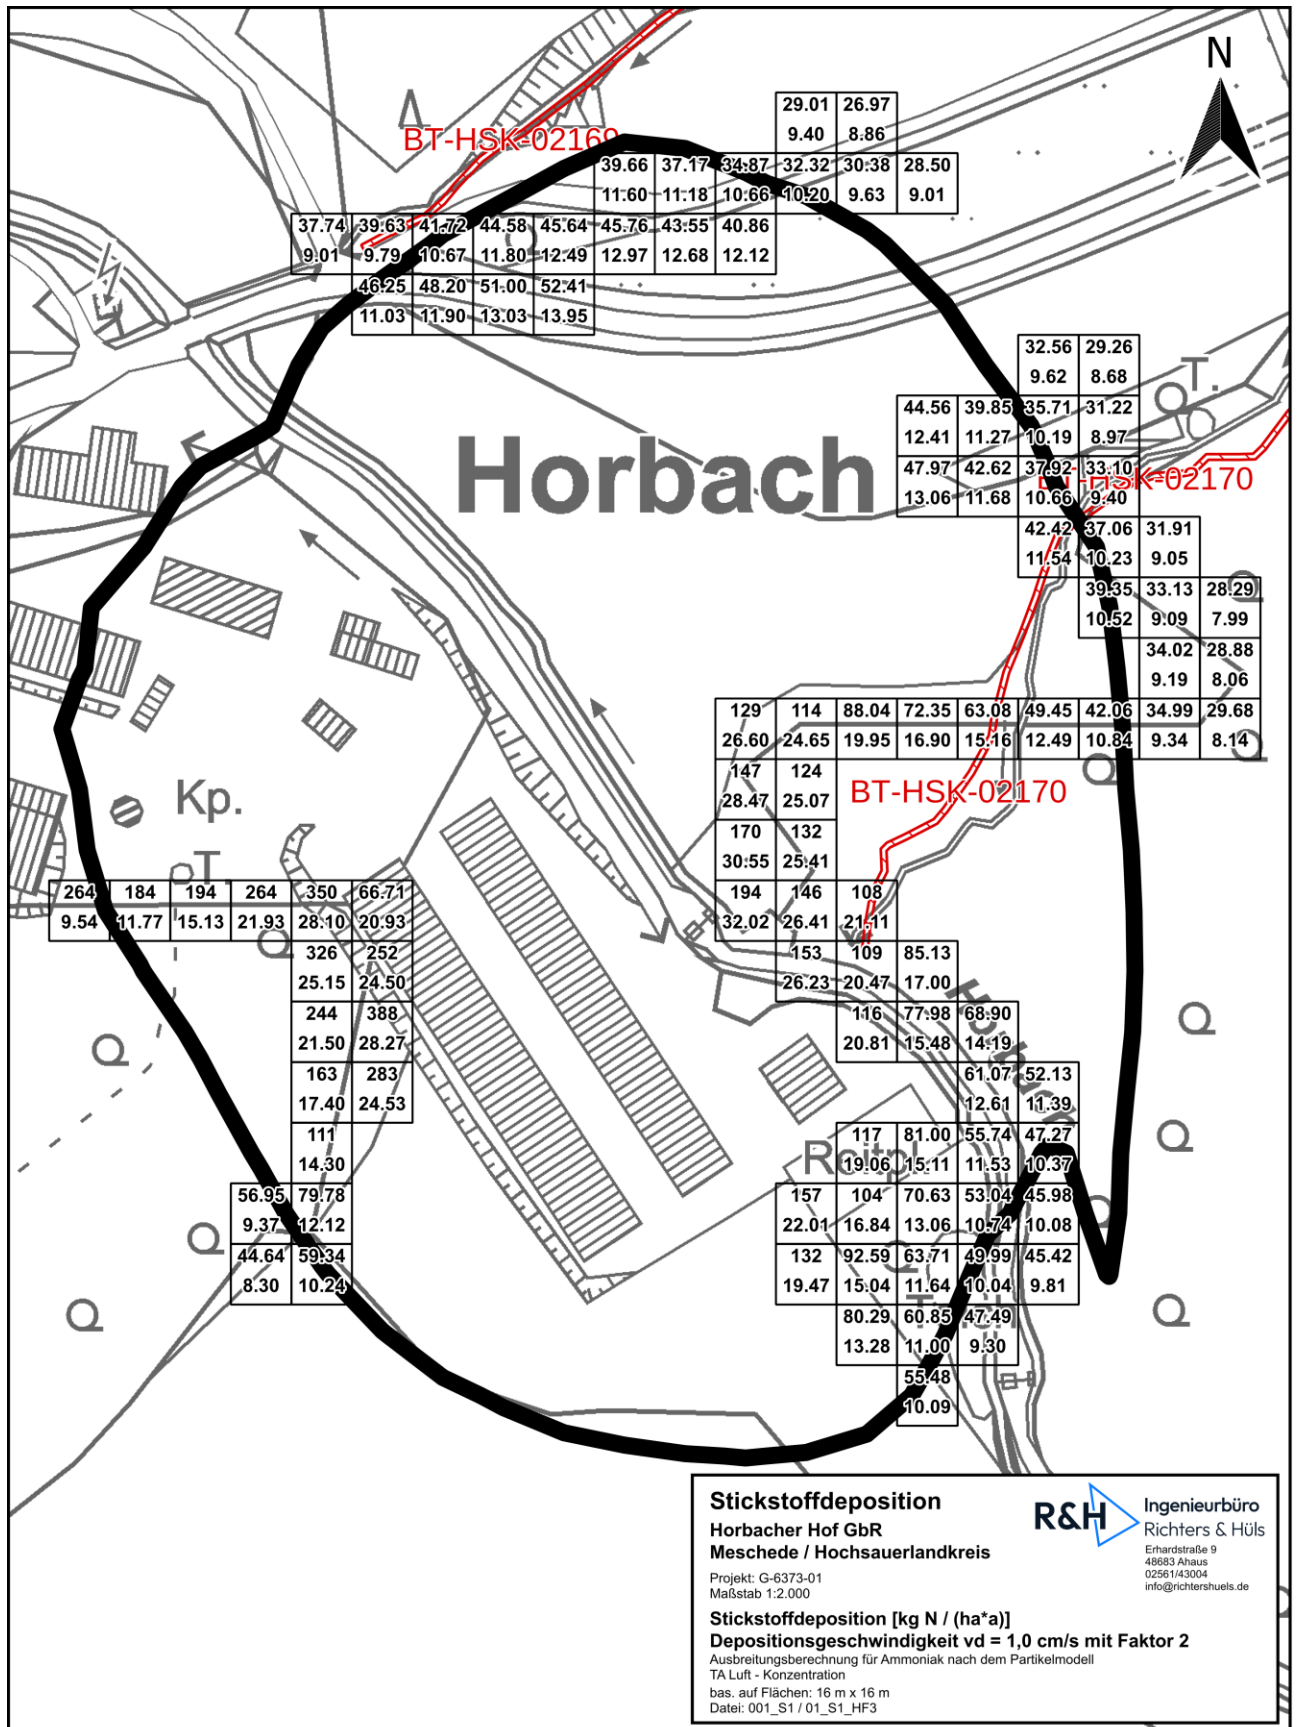 N
29.01 26.97
9.40 8.86
BT-HSK-02169
39.66 37.17 34.87 32.32 30.38 28.50
11.60 11.18 10.66 10.20 9.63 9.01
37.74 39.63 41.72 44.58 45.64 45.76 43.55 40.86
9.01 9.79 10.67 11.80 12.49 12.97 12.68 12.12
46.25 48.20 51.00 52.41
11.03 11.90 13.03 13.95
32.56 29.26
9.62 8.68
T.
44.56 39.85 35.71 31.22
12.41 11.27 10.19 8.97
Horbach
47.97 42.62 37.92 33.10
BT-HSK-02170
13.06 11.68 10.66 9.40
42.42 37.06 31.91
11.54 10.23 9.05
39.35 33.13 28.29
10.52 9.09 7.99
34.02 28.88
9.19 8.06
129 114 88.04 72.35 63.08 49.45 42.06 34.99 29.68
26.60 24.65 19.95 16.90 15.16 12.49 10.84 9.34 8.14
147 124
28.47 25.07
BT-HSK-02170
Kp.
170 132
30.55 25.41
T.
264 184 194 264 350 66.71
9.54 11.77 15.13 21.93 28.10 20.93
194 146 108
32.02 26.41 21.11
326 252
25.15 24.50
153 109 85.13
26.23 20.47 17.00
Horbach
244 388
21.50 28.27
116 77.98 68.90
20.81 15.48 14.19
163 283
17.40 24.53
61.07 52.13
12.61 11.39
111
14.30
117 81.00 55.74 47.27
Reitpl.
19.06 15.11 11.53 10.37
56.95 79.78
9.37 12.12
157 104 70.63 53.04 45.98
22.01 16.84 13.06 10.74 10.08
44.64 59.34
8.30 10.24
132 92.59 63.71 49.99 45.42
19.47 15.04 11.64 10.04 9.81
80.29 60.85 47.49
13.28 11.00 9.30
55.48
10.09
Stickstoffdeposition
Horbacher Hof GbR
Meschede / Hochsauerlandkreis
Projekt: G-6373-01
Maßstab 1:2.000
R&H
Ingenieurbüro
Richters & Hüls
Erhardstraße 9
48683 Ahaus
02561/43004
info@richtershuels.de
Stickstoffdeposition [kg N / (ha*a)]
Depositionsgeschwindigkeit vd = 1,0 cm/s mit Faktor 2
Ausbreitungsberechnung für Ammoniak nach dem Partikelmodell
TA Luft - Konzentration
bas. auf Flächen: 16 m x 16 m
Datei: 001_S1 / 01_S1_HF3